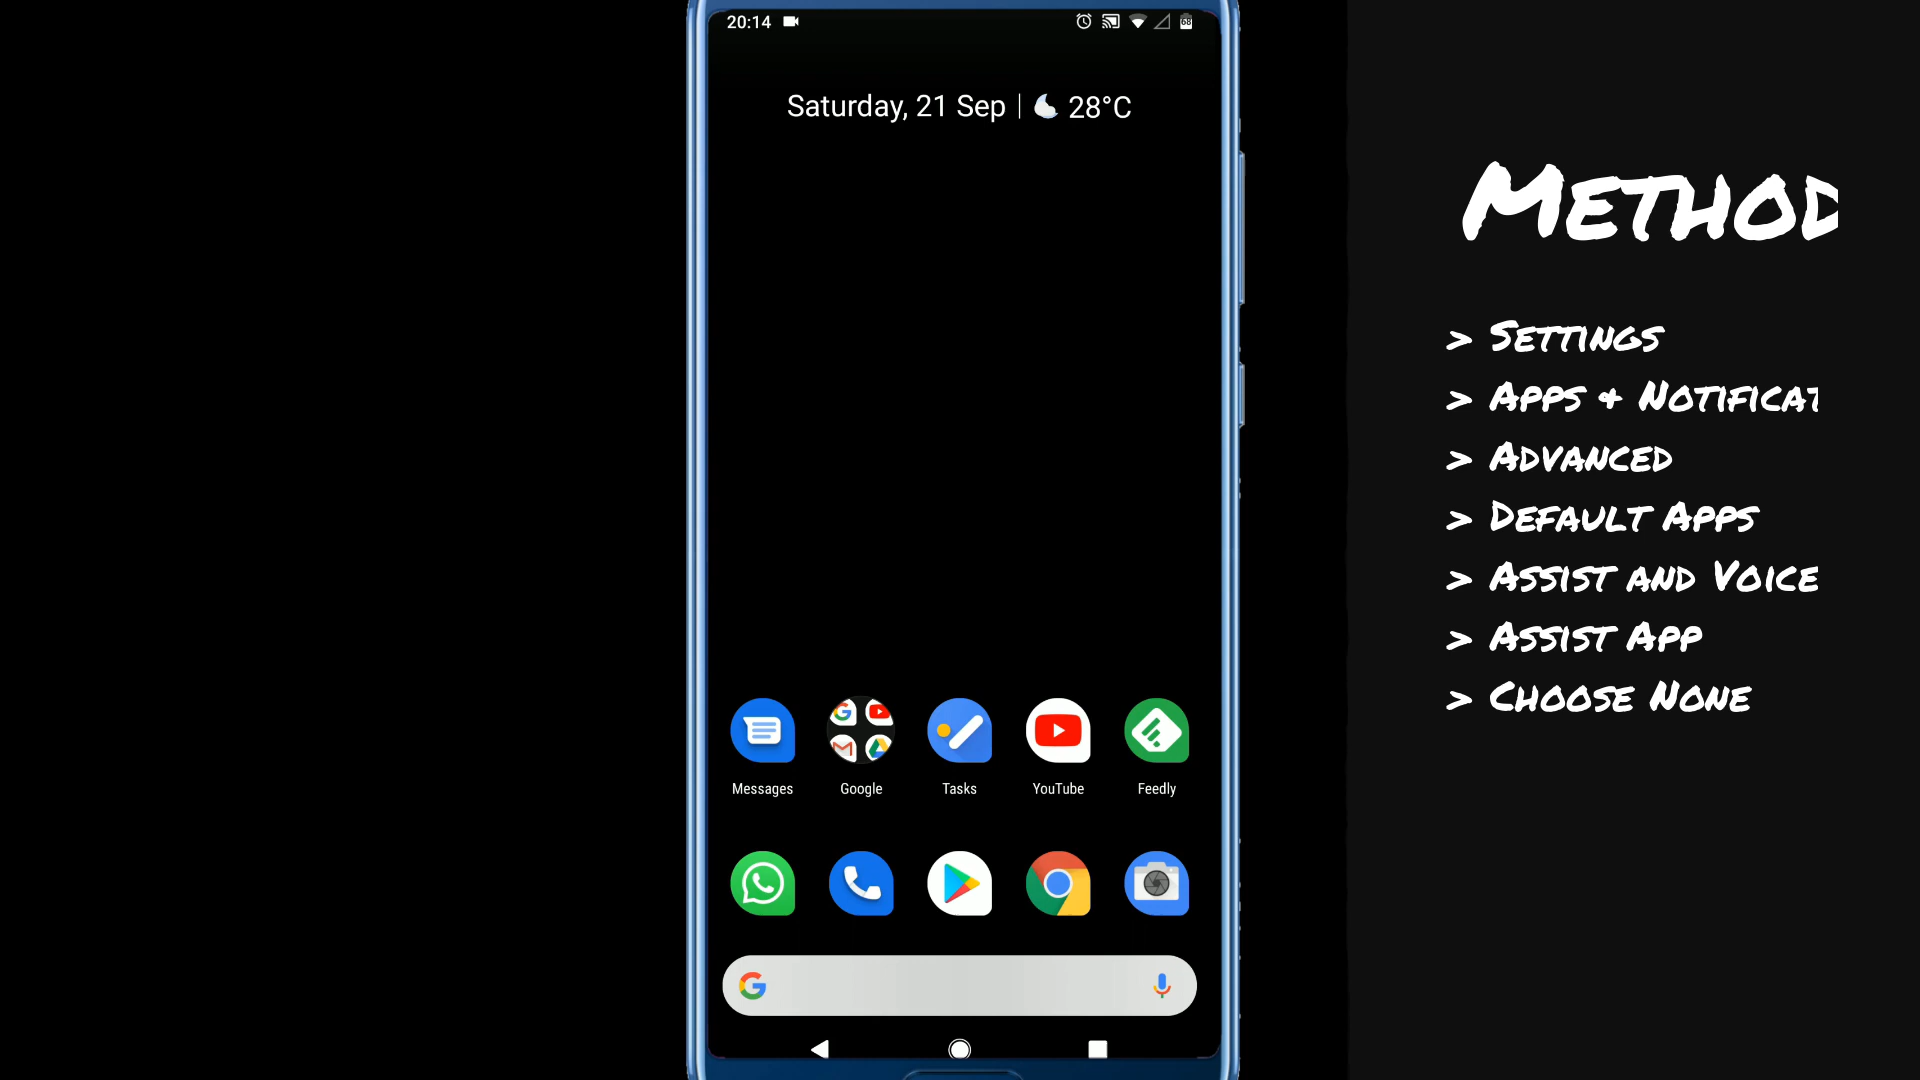 20:14
68
Saturday, 21 Sep | 28°C
Messages
Google
Tasks
YouTube
Feedly
METHOD
> SETTINGS
> APPS & NOTIFICAT
> ADVANCED
> DEFAULT APPS
> ASSIST AND VOICE
> ASSIST APP
> CHOOSE NONE